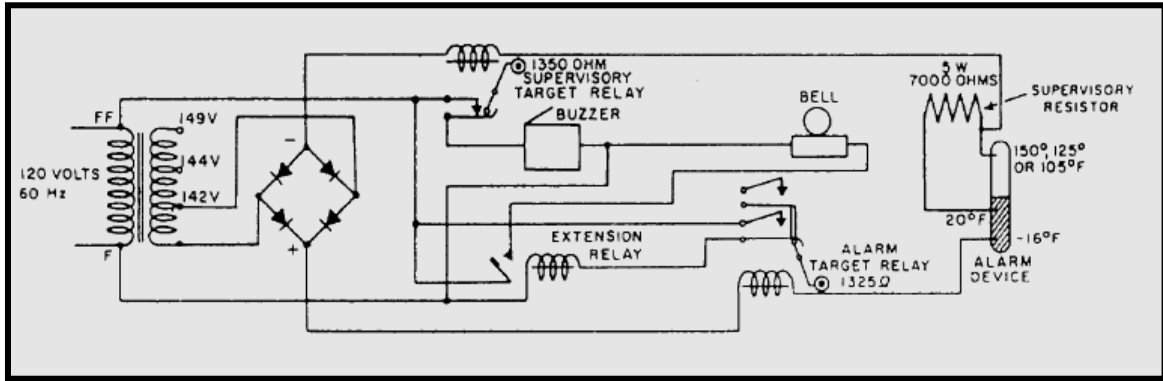 1350 OHM
SUPERVISORY
TARGET RELAY
5 W
7000 OHMS
SUPERVISORY
RESISTOR
BELL
BUZZER
FF
149V
144V
142V
120 VOLTS
60 Hz
-
+
F
150°, 125°
OR 105°F
20°F
-16°F
ALARM
DEVICE
EXTENSION
RELAY
ALARM
TARGET RELAY
1325Ω